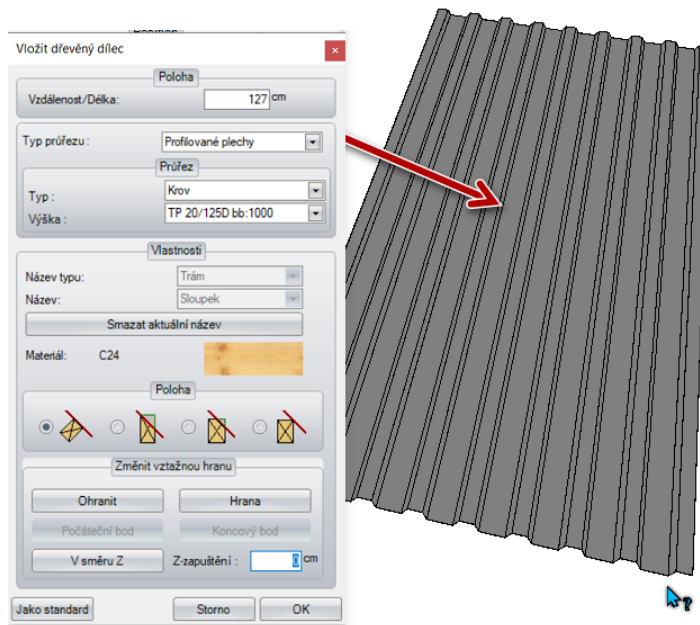 Position
Vložit dřevěný dílec
Poloha
Vzdálenost/Délka: 127 cm
Typ průřezu : Profilované plechy
Průřez
Typ : Krov
Výška : TP 20/125D bb:1000
Vlastnosti
Název typu: Trám
Název: Sloupek
Smazat aktuální název
Materiál: C24
Poloha
Změnit vztažnou hranu
Ohranit Hrana
Počáteční bod Koncový bod
V směru Z Z-zapuštění : 0 cm
Jako standard Storno OK